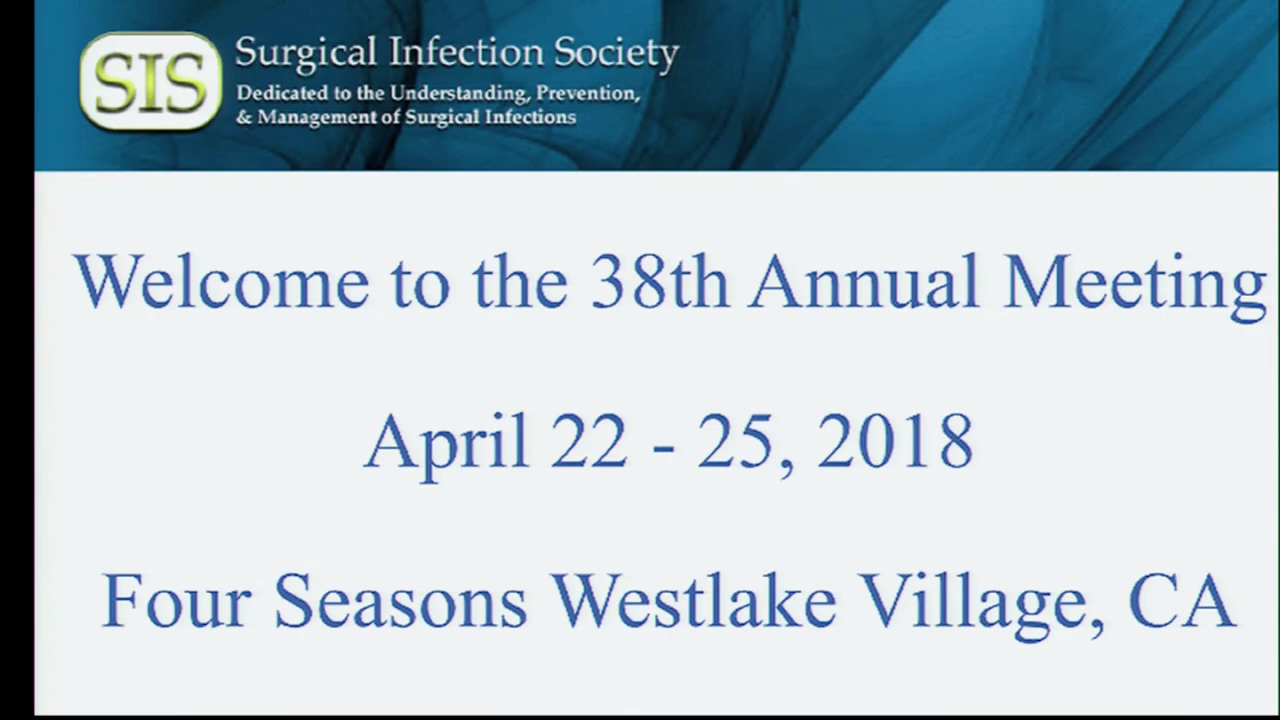 SIS
Surgical Infection Society
Dedicated to the Understanding, Prevention,
& Management of Surgical Infections
Welcome to the 38th Annual Meeting
April 22 - 25, 2018
Four Seasons Westlake Village, CA